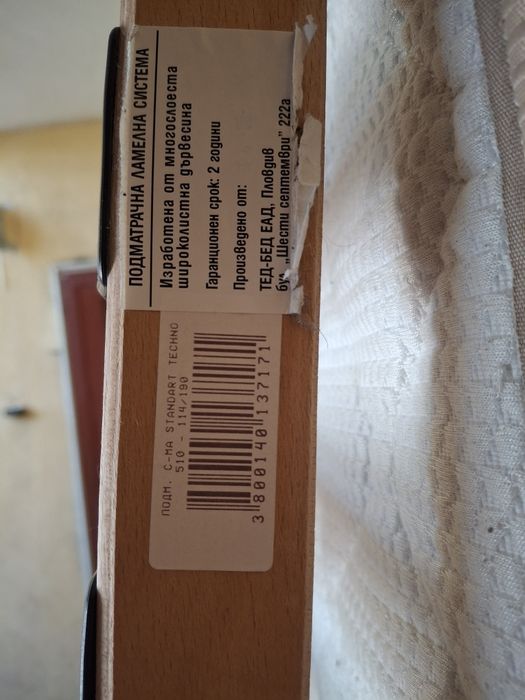 ПОДМАТРАЧНА ЛАМЕЛНА СИСТЕМА
Изработена от многослоеста
широколистна дървесина
Гаранционен срок: 2 години
Произведено от:
ТЕД-БЕД ЕАД, Пловдив
бул. „Шести септември" 222а
ПОДМ. С-МА STANDART TECHNO
510 - 114/190
3 800140 137171